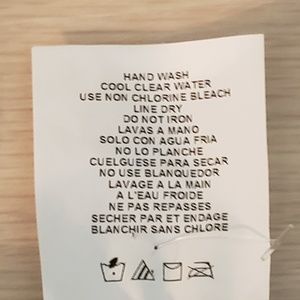 HAND WASH
COOL CLEAR WATER
USE NON CHLORINE BLEACH
LINE DRY
DO NOT IRON
LAVAS A MANO
SOLO CON AGUA FRIA
NO LO PLANCHE
CUELGUESE PARA SECAR
NO USE BLANQUEDOR
LAVAGE A LA MAIN
A L'EAU FROIDE
NE PAS REPASSES
SECHER PAR ET ENDAGE
BLANCHIR SANS CHLORE